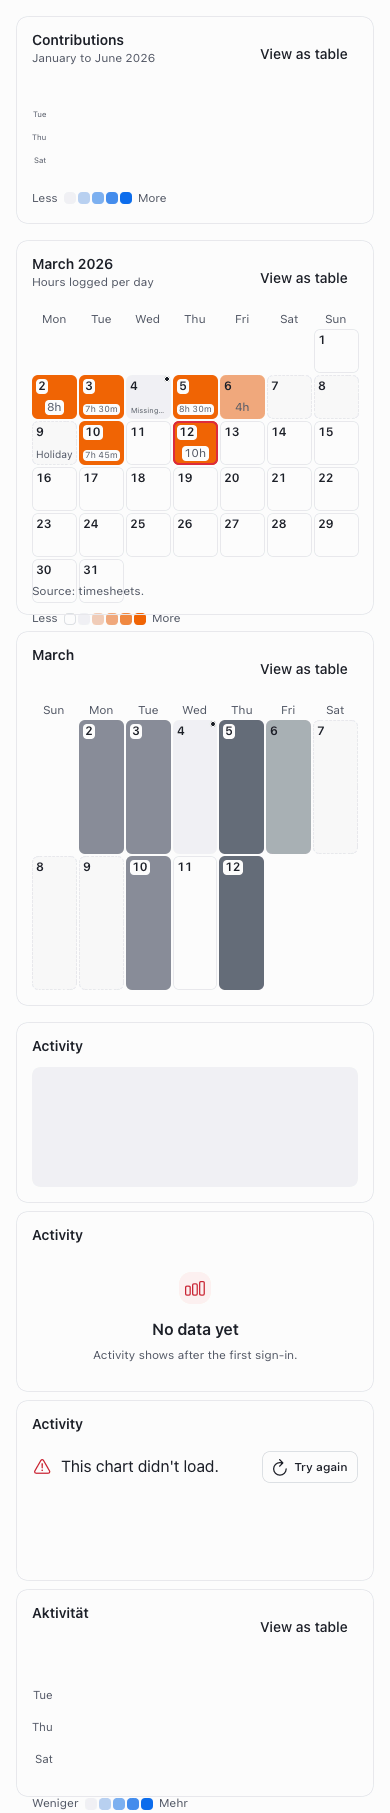 Contributions
January to June 2026
View as table
Tue
Thu
Sat
Less More
March 2026
Hours logged per day
View as table
Mon Tue Wed Thu Fri Sat Sun
1
2 3 4 5 6 7 8
8h 7h 30m Missing... 8h 30m 4h
9 10 11 12 13 14 15
Holiday 7h 45m 10h
16 17 18 19 20 21 22
23 24 25 26 27 28 29
30 31
Source: timesheets.
Less More
March
View as table
Sun Mon Tue Wed Thu Fri Sat
2 3 4 5 6 7
8 9 10 11 12
Activity
Activity
No data yet
Activity shows after the first sign-in.
Activity
This chart didn't load. Try again
Aktivität
View as table
Tue
Thu
Sat
Weniger Mehr